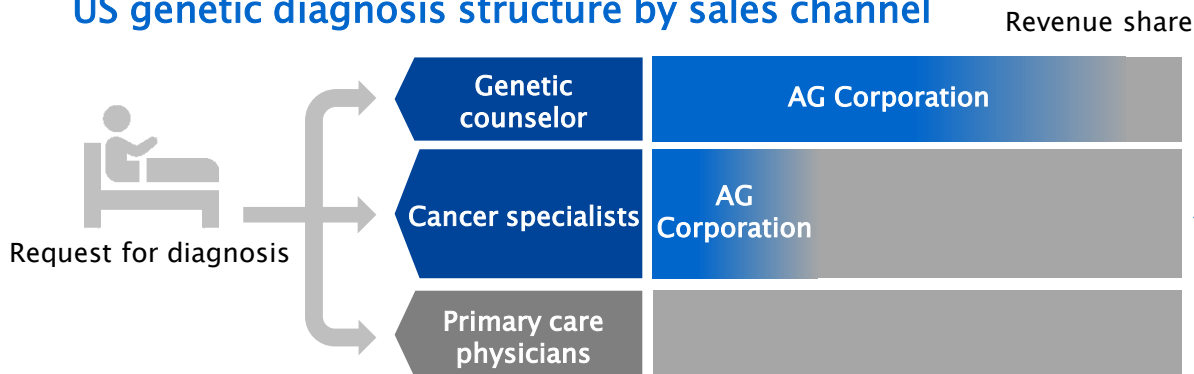 US genetic diagnosis structure by sales channel
Revenue share
Genetic
counselor
AG Corporation
Cancer specialists
AG
Corporation
Request for diagnosis
Primary care
physicians